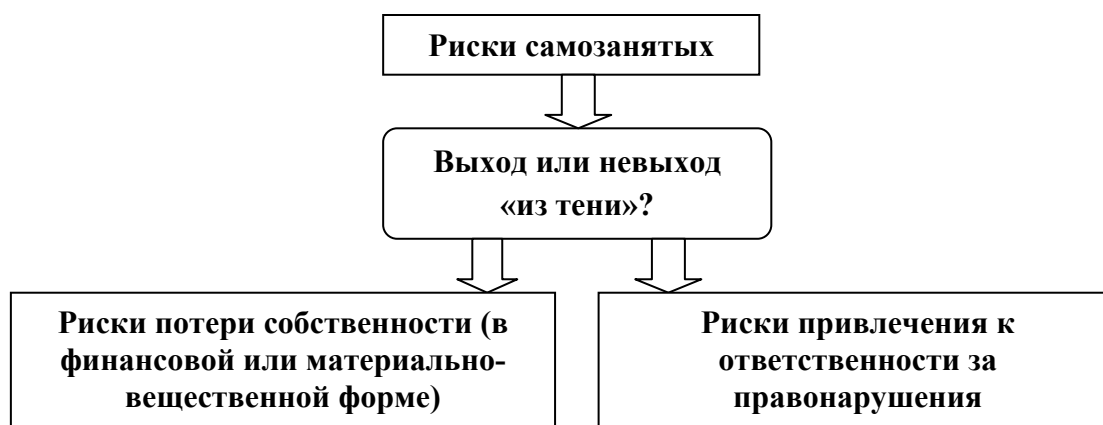 Риски самозанятых
Выход или невыход
«из тени»?
Риски потери собственности (в
финансовой или материально-
вещественной форме)
Риски привлечения к
ответственности за
правонарушения